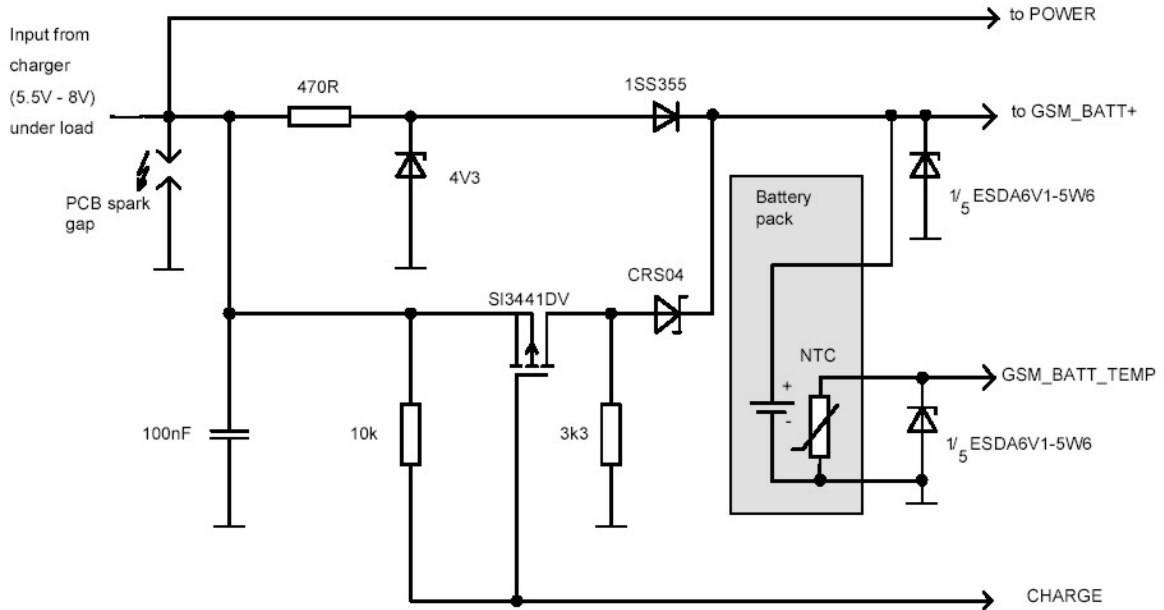 to POWER
Input from
charger
(5.5V - 8V)
under load
470R
1SS355
to GSM_BATT+
4V3
PCB spark
gap
Battery
pack
1/5 ESDA6V1-5W6
CRS04
SI3441DV
NTC
GSM_BATT_TEMP
+
-
100nF
10k
3k3
1/5 ESDA6V1-5W6
CHARGE